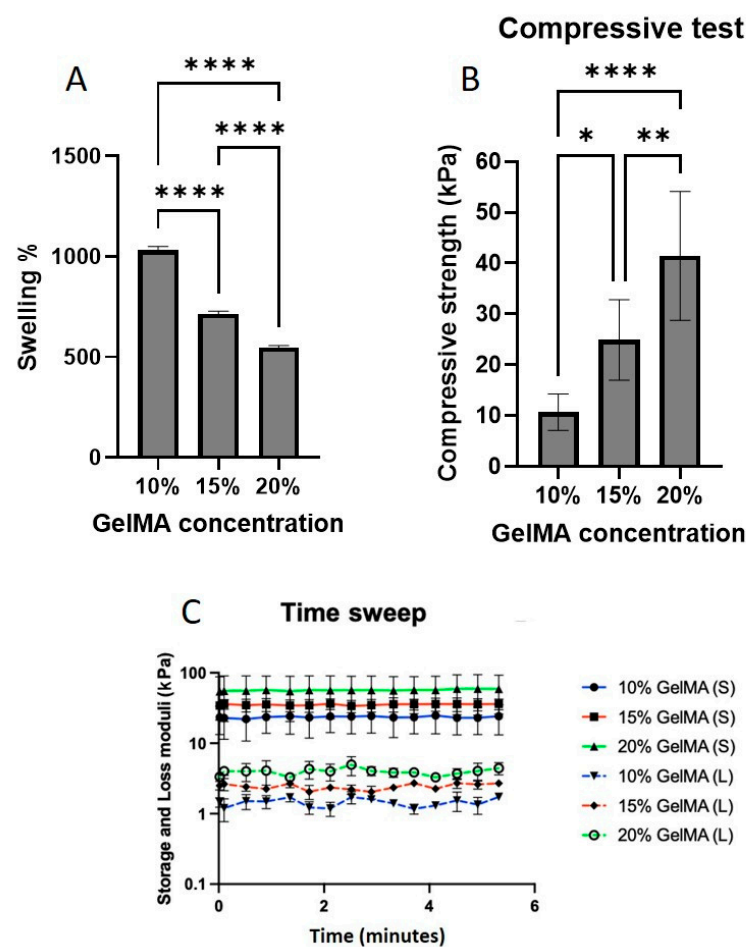 Compressive test
A
B
****
****
****
1500
1000
500
0
Swelling %
10%
15%
20%
GelMA concentration
****
*
**
60
50
40
30
20
10
0
Compressive strength (kPa)
10%
15%
20%
GelMA concentration
C
Time sweep
100
10
1
0.1
Storage and Loss moduli (kPa)
0
2
4
6
Time (minutes)
10% GelMA (S)
15% GelMA (S)
20% GelMA (S)
10% GelMA (L)
15% GelMA (L)
20% GelMA (L)